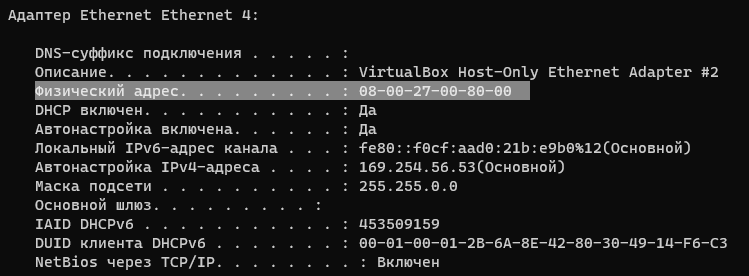 Адаптер Ethernet Ethernet 4:
DNS-суффикс подключения . . . . . :
Описание. . . . . . . . . . . . . : VirtualBox Host-Only Ethernet Adapter #2
Физический адрес. . . . . . . . . : 08-00-27-00-80-00
DHCP включен. . . . . . . . . . . : Да
Автонастройка включена. . . . . . : Да
Локальный IPv6-адрес канала . . . : fe80::f0cf:aad0:21b:e9b0%12(Основной)
Автонастройка IPv4-адреса . . . . : 169.254.56.53(Основной)
Маска подсети . . . . . . . . . . : 255.255.0.0
Основной шлюз. . . . . . . . . :
IAID DHCPv6 . . . . . . . . . . . : 453509159
DUID клиента DHCPv6 . . . . . . . : 00-01-00-01-2B-6A-8E-42-80-30-49-14-F6-C3
NetBios через TCP/IP. . . . . . . . : Включен